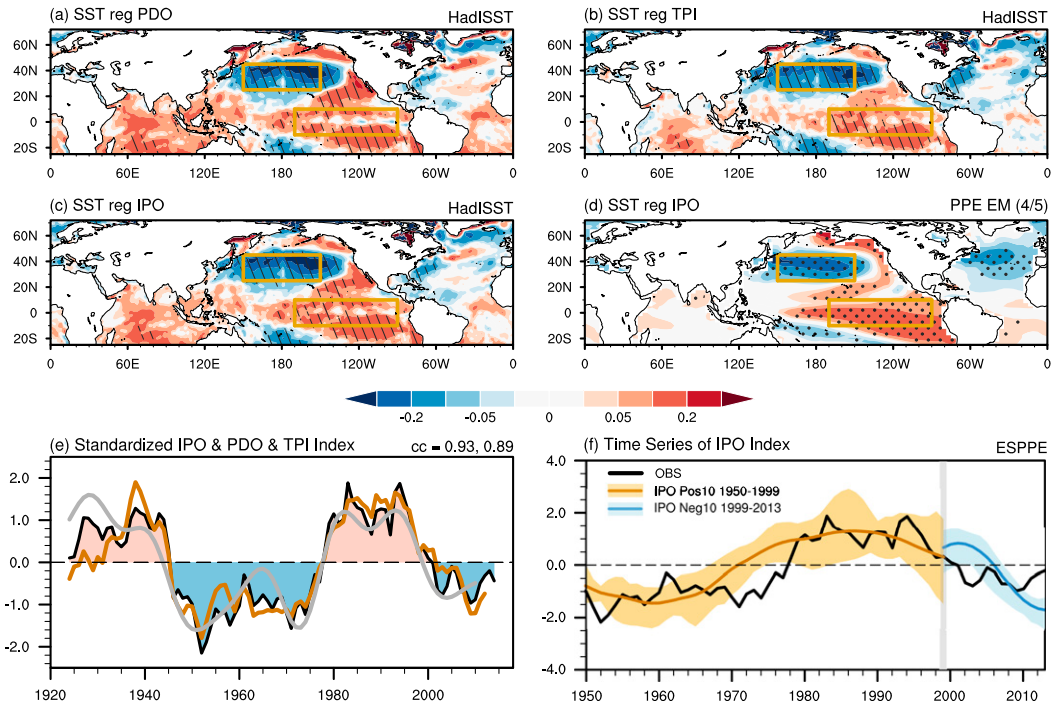 (a) SST reg PDO HadISST
(b) SST reg TPI HadISST
60N 40N 20N 0 20S
0 60E 120E 180 120W 60W 0
60N 40N 20N 0 20S
0 60E 120E 180 120W 60W 0
(c) SST reg IPO HadISST
(d) SST reg IPO PPE EM (4/5)
60N 40N 20N 0 20S
0 60E 120E 180 120W 60W 0
60N 40N 20N 0 20S
0 60E 120E 180 120W 60W 0
-0.2 -0.05 0 0.05 0.2
(e) Standardized IPO & PDO & TPI Index cc = 0.93, 0.89
2.0
1.0
0.0
-1.0
-2.0
1920 1940 1960 1980 2000
(f) Time Series of IPO Index ESPPE
4.0
2.0
0.0
-2.0
-4.0
OBS
IPO Pos10 1950-1999
IPO Neg10 1999-2013
1950 1960 1970 1980 1990 2000 2010